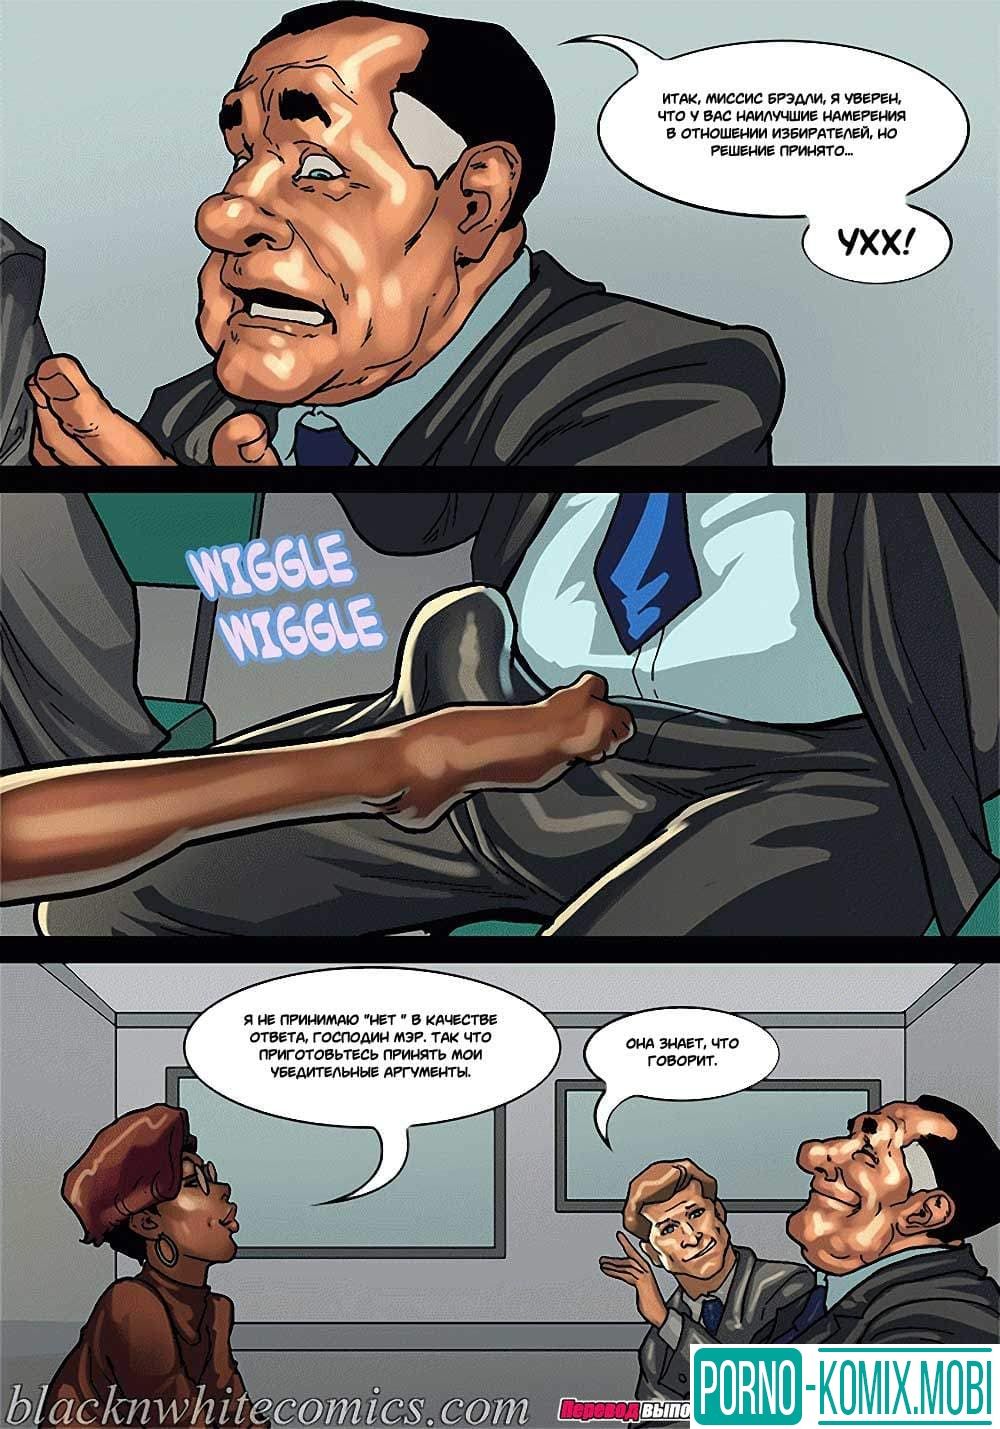 ИТАК, МИССИС БРЭДЛИ, Я УВЕРЕН,
ЧТО У ВАС НАИЛУЧШИЕ НАМЕРЕНИЯ
В ОТНОШЕНИИ ИЗБИРАТЕЛЕЙ, НО
РЕШЕНИЕ ПРИНЯТО...
УХХ!
WIGGLE
WIGGLE
Я НЕ ПРИНИМАЮ "НЕТ " В КАЧЕСТВЕ
ОТВЕТА, ГОСПОДИН МЭР. ТАК ЧТО
ПРИГОТОВЬТЕСЬ ПРИНЯТЬ МОИ
УБЕДИТЕЛЬНЫЕ АРГУМЕНТЫ.
ОНА ЗНАЕТ, ЧТО
ГОВОРИТ.
blacknwhitecomics.com
Перевод
PORNO-KOMIX.MOBI